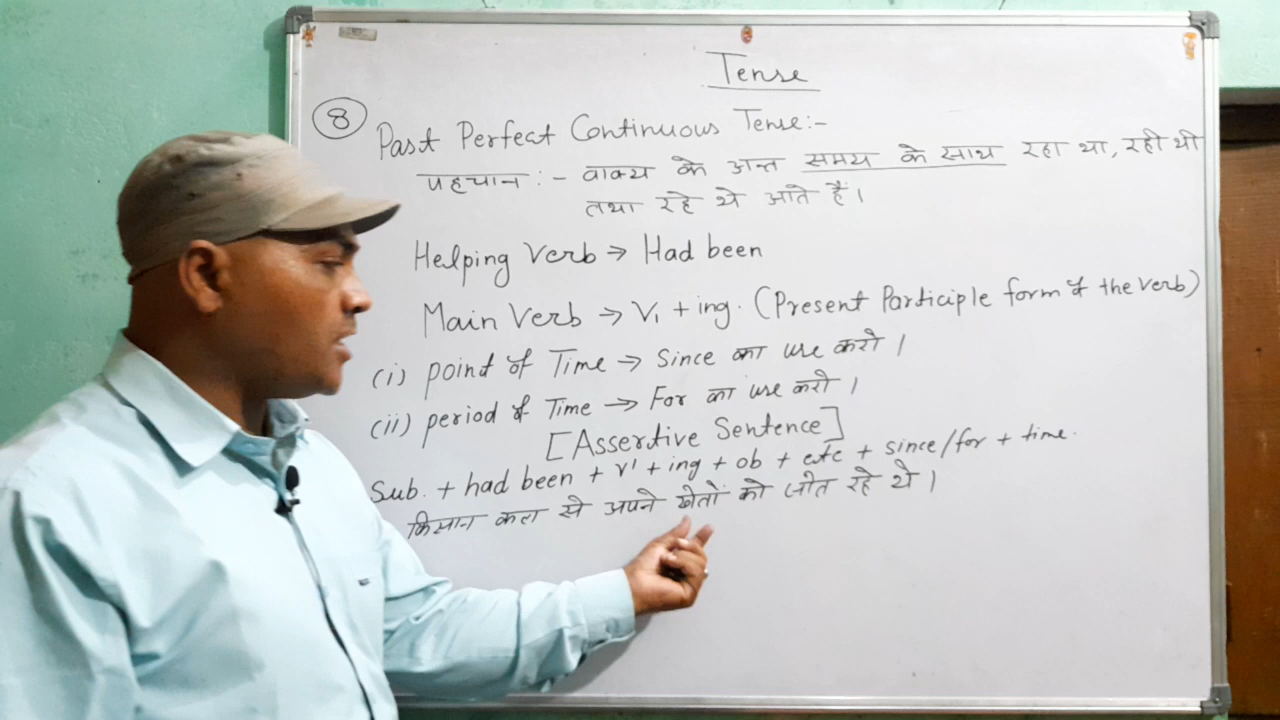 Tense
8
Past Perfect Continuous Tense:-
पहचान:- वाक्य के अन्त समय के साथ रहा था, रही थी
तथा रहे थे आते हैं।
Helping Verb → Had been
Main Verb → V₁ + ing. (Present Participle form of the verb)
(i) point of Time → Since का use करो।
(ii) period of Time → For का use करो।
[Assertive Sentence]
Sub. + had been + v¹ + ing + ob + etc + since/for + time.
किसान कल से अपने खेतों को जोत रहे थे।